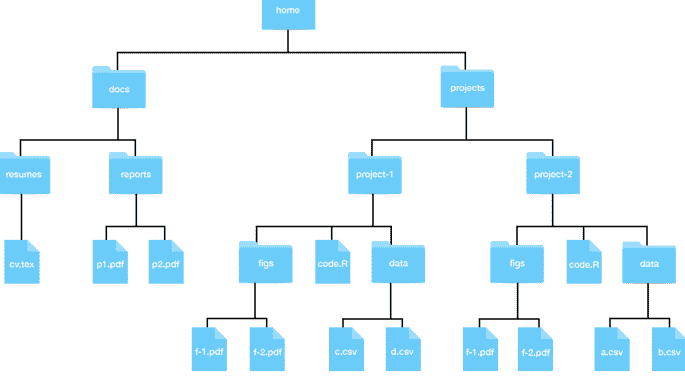 home
docs
projects
resumes
reports
project-1
project-2
cv.tex
p1.pdf
p2.pdf
figs
code.R
data
figs
code.R
data
f-1.pdf
f-2.pdf
c.csv
d.csv
f-1.pdf
f-2.pdf
a.csv
b.csv